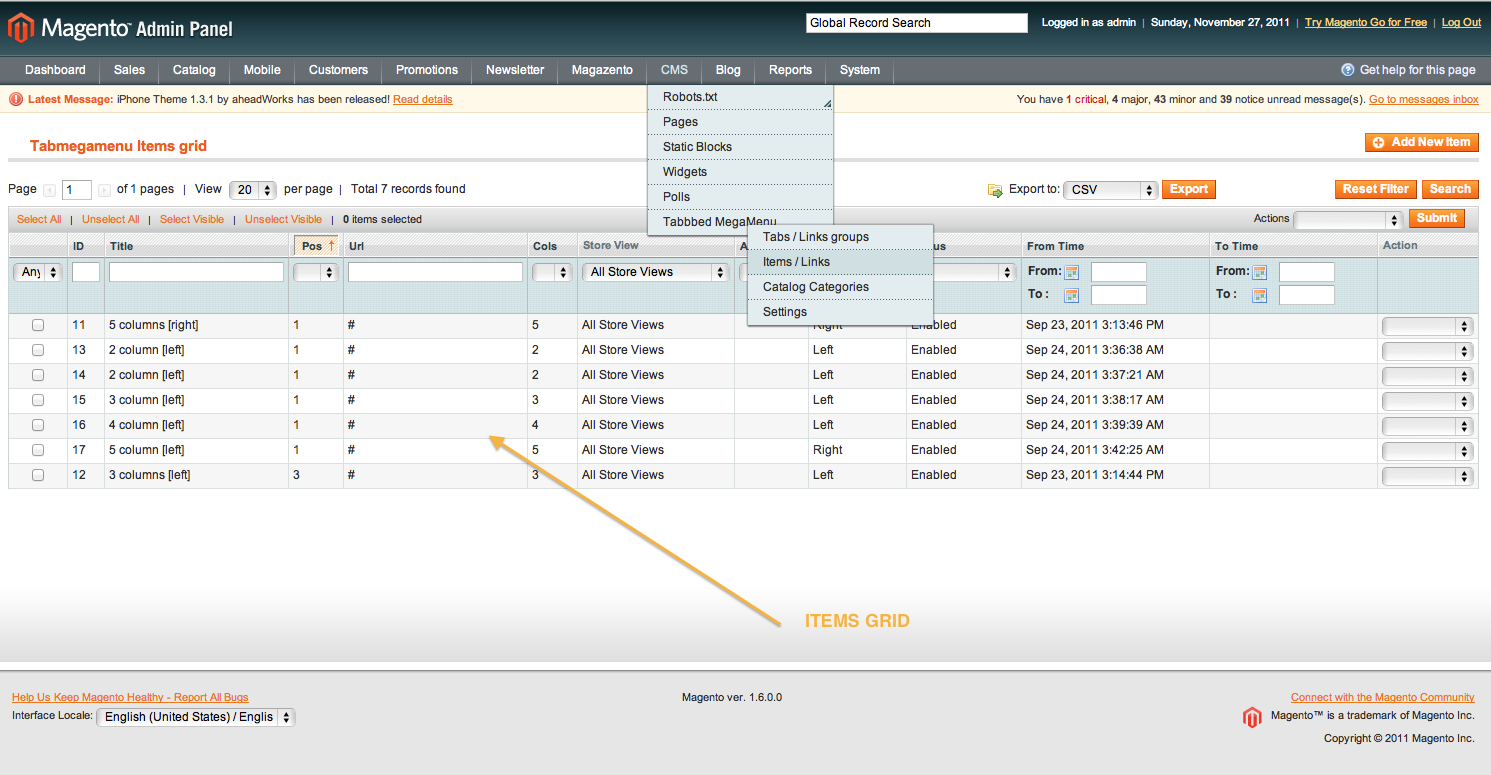 Magento™ Admin Panel
Global Record Search
Logged in as admin | Sunday, November 27, 2011 | Try Magento Go for Free | Log Out
Dashboard Sales Catalog Mobile Customers Promotions Newsletter Magazento CMS Blog Reports System Get help for this page
Latest Message: iPhone Theme 1.3.1 by aheadWorks has been released! Read details
You have 1 critical, 4 major, 43 minor and 39 notice unread message(s). Go to messages inbox
Robots.txt
Pages
Static Blocks
Widgets
Polls
Tabbbed MegaMenu
Tabs / Links groups
Items / Links
Catalog Categories
Settings
Tabmegamenu Items grid
Add New Item
Page 1 of 1 pages | View 20 per page | Total 7 records found
Export to: CSV Export Reset Filter Search
Select All | Unselect All | Select Visible | Unselect Visible | 0 items selected
Actions Submit
ID Title Pos Url Cols Store View From Time To Time Action
Any All Store Views From: From:
To : To :
11 5 columns [right] 1 # 5 All Store Views Right Enabled Sep 23, 2011 3:13:46 PM
13 2 column [left] 1 # 2 All Store Views Left Enabled Sep 24, 2011 3:36:38 AM
14 2 column [left] 1 # 2 All Store Views Left Enabled Sep 24, 2011 3:37:21 AM
15 3 column [left] 1 # 3 All Store Views Left Enabled Sep 24, 2011 3:38:17 AM
16 4 column [left] 1 # 4 All Store Views Left Enabled Sep 24, 2011 3:39:39 AM
17 5 column [left] 1 # 5 All Store Views Right Enabled Sep 24, 2011 3:42:25 AM
12 3 columns [left] 3 # 3 All Store Views Left Enabled Sep 23, 2011 3:14:44 PM
ITEMS GRID
Help Us Keep Magento Healthy - Report All Bugs
Interface Locale: English (United States) / Englis
Magento ver. 1.6.0.0
Connect with the Magento Community
Magento™ is a trademark of Magento Inc.
Copyright © 2011 Magento Inc.